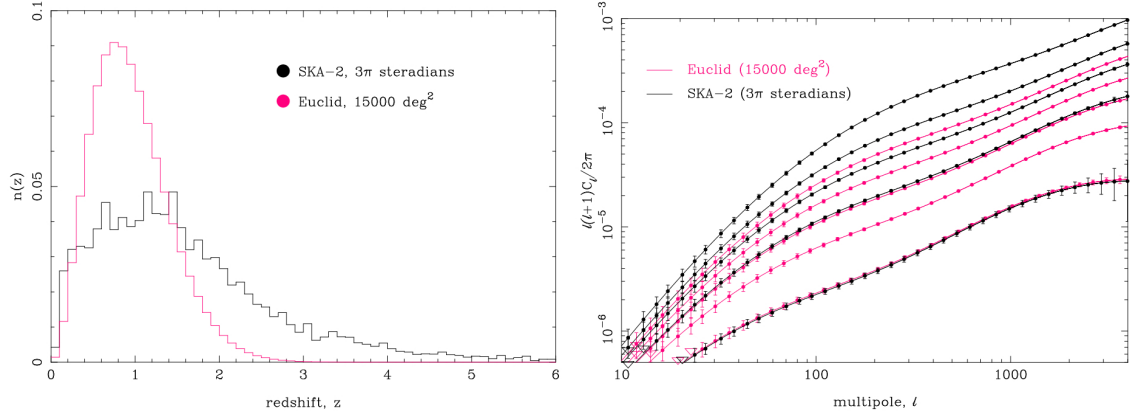 0.1
0.05
0
n(z)
SKA−2, 3π steradians
Euclid, 15000 deg²
0 1 2 3 4 5 6
redshift, z
10⁻³
10⁻⁴
10⁻⁵
10⁻⁶
ℓ(ℓ+1)Cₗ/2π
Euclid (15000 deg²)
SKA−2 (3π steradians)
10 100 1000
multipole, ℓ